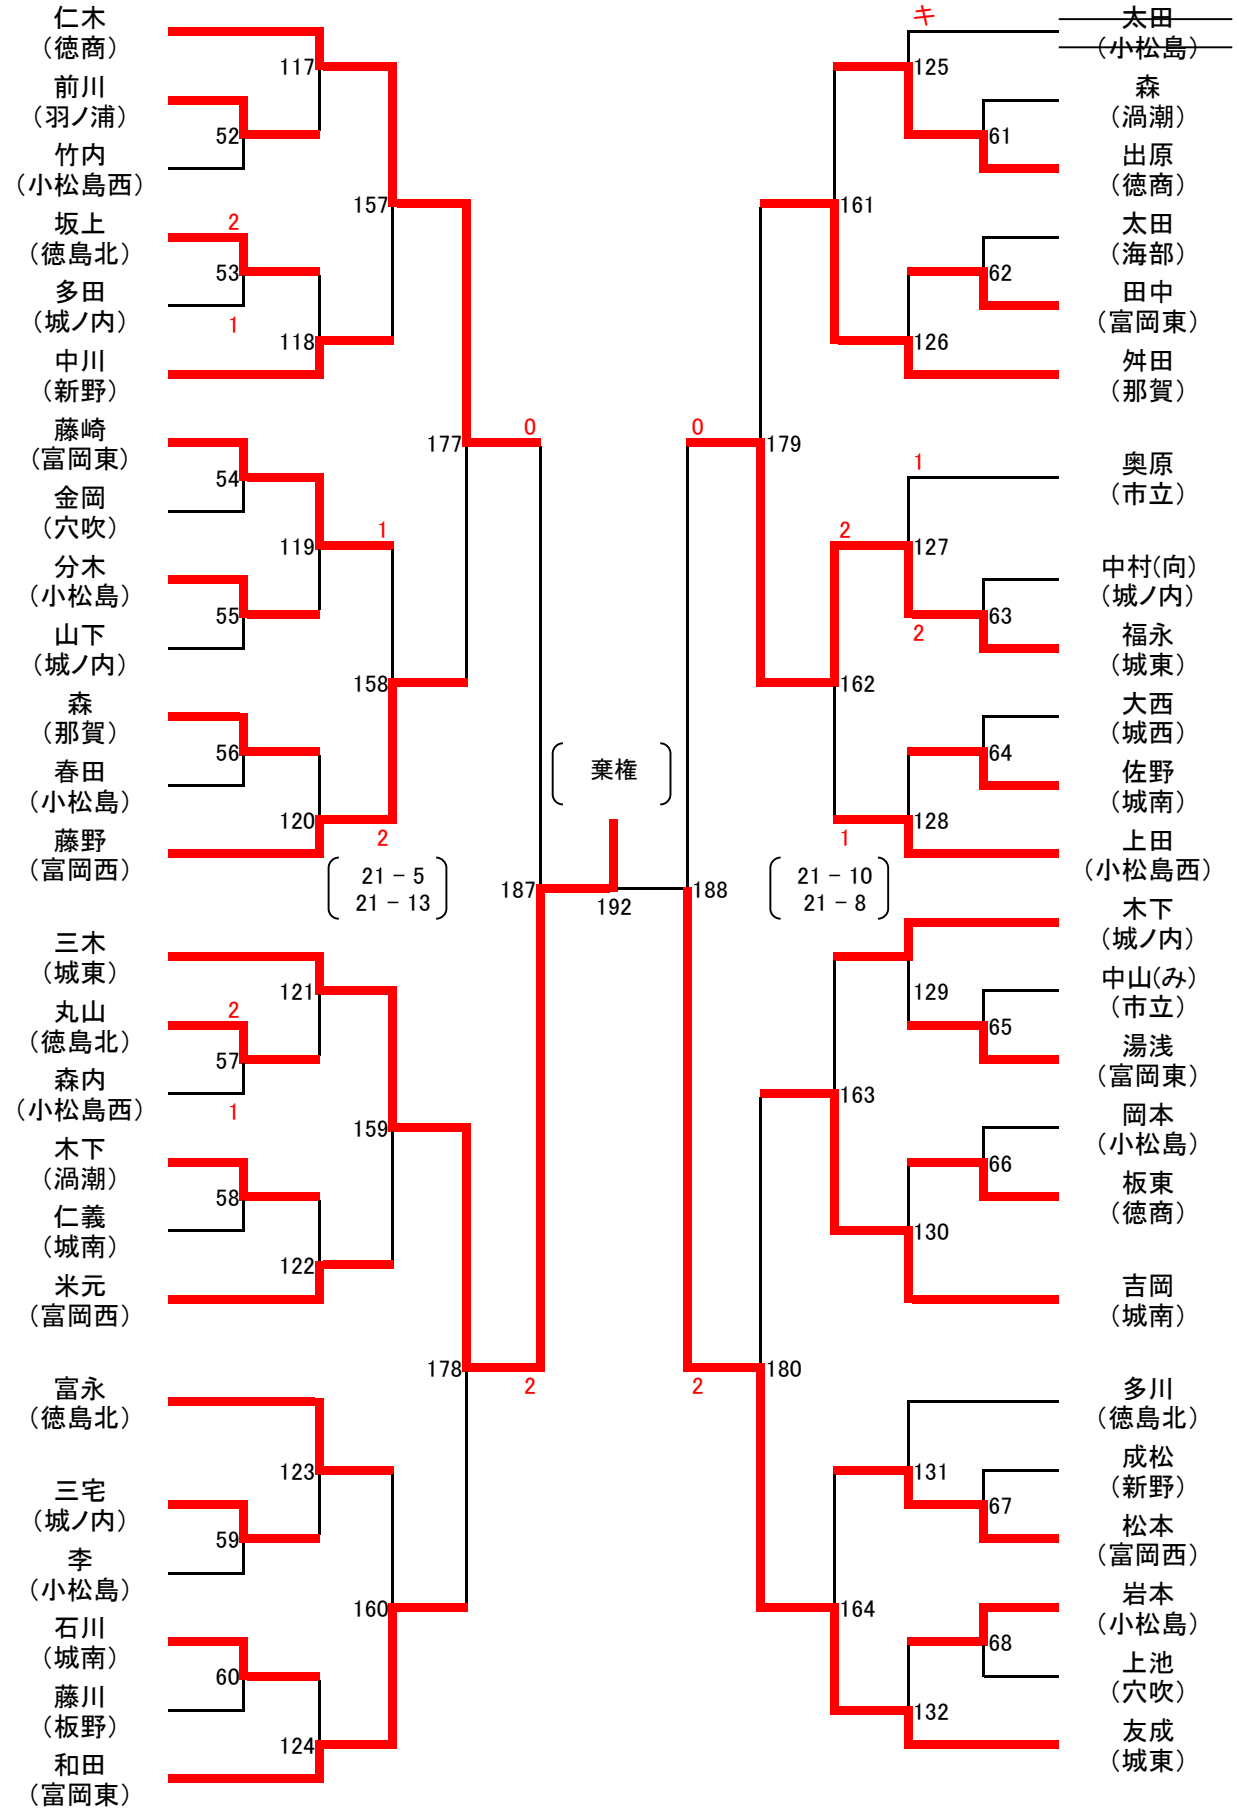 仁木
（徳商）
117
前川
（羽ノ浦）
52
竹内
（小松島西）
157
坂上
（徳島北）
2
53
多田
（城ノ内）
1
118
中川
（新野）
藤崎
（富岡東）
177
0
54
金岡
（穴吹）
119
1
分木
（小松島）
55
山下
（城ノ内）
158
森
（那賀）
56
春田
（小松島）
120
2
藤野
（富岡西）
21 － 5
21 － 13
187
三木
（城東）
121
丸山
（徳島北）
2
57
森内
（小松島西）
1
159
木下
（渦潮）
58
仁義
（城南）
122
米元
（富岡西）
178
2
富永
（徳島北）
123
三宅
（城ノ内）
59
李
（小松島）
160
石川
（城南）
60
藤川
（板野）
124
和田
（富岡東）
棄権
192
キ
太田
（小松島）
125
森
（渦潮）
61
出原
（徳商）
161
太田
（海部）
62
田中
（富岡東）
126
舛田
（那賀）
0
179
1
奥原
（市立）
2
127
中村(向)
（城ノ内）
63
2
福永
（城東）
162
大西
（城西）
64
佐野
（城南）
128
1
上田
（小松島西）
21 － 10
21 － 8
188
木下
（城ノ内）
129
中山(み)
（市立）
65
湯浅
（富岡東）
163
岡本
（小松島）
66
板東
（徳商）
130
吉岡
（城南）
180
2
多川
（徳島北）
131
成松
（新野）
67
松本
（富岡西）
164
岩本
（小松島）
68
上池
（穴吹）
132
友成
（城東）